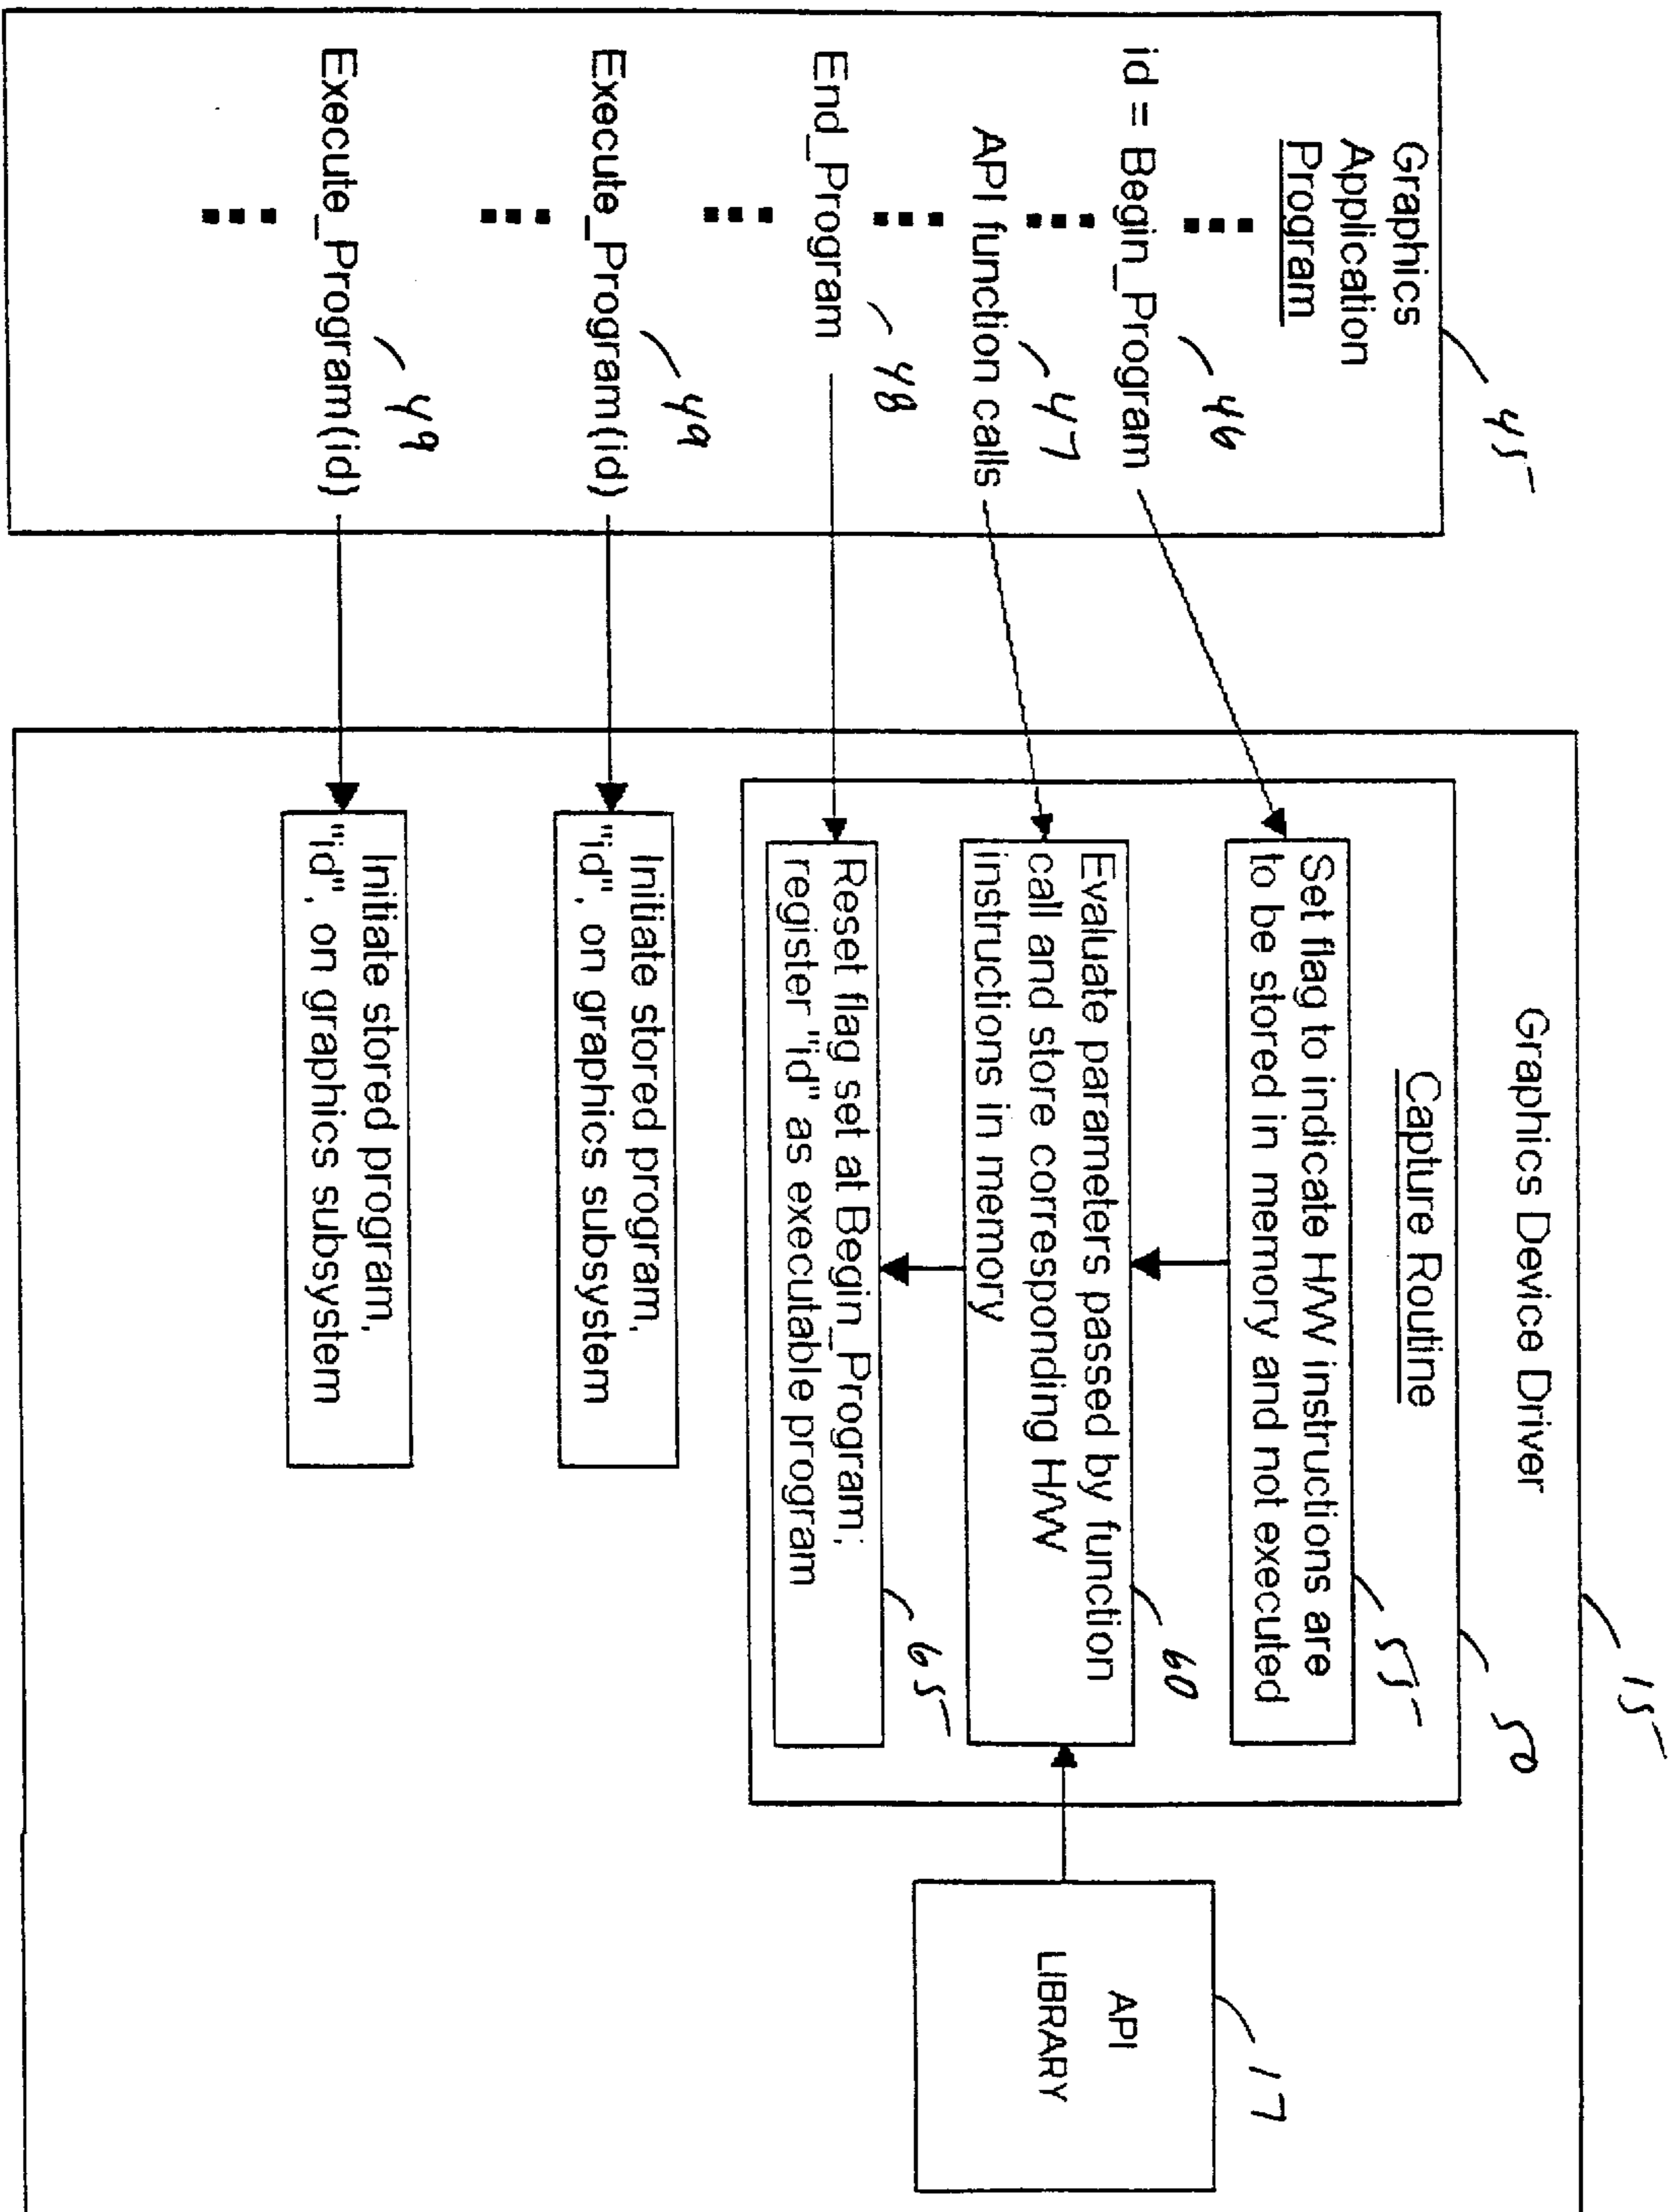 45
Graphics
Application
Program
id = Begin_Program
46
API function calls
47
End_Program
48
Execute_Program(id)
49
Execute_Program(id)
49
15
Graphics Device Driver
50
Capture Routine
55
Set flag to indicate H/W instructions are
to be stored in memory and not executed
60
Evaluate parameters passed by function
call and store corresponding H/W
instructions in memory
65
Reset flag set at Begin_Program;
register "id" as executable program
Initiate stored program,
"id", on graphics subsystem
Initiate stored program,
"id", on graphics subsystem
17
API
LIBRARY